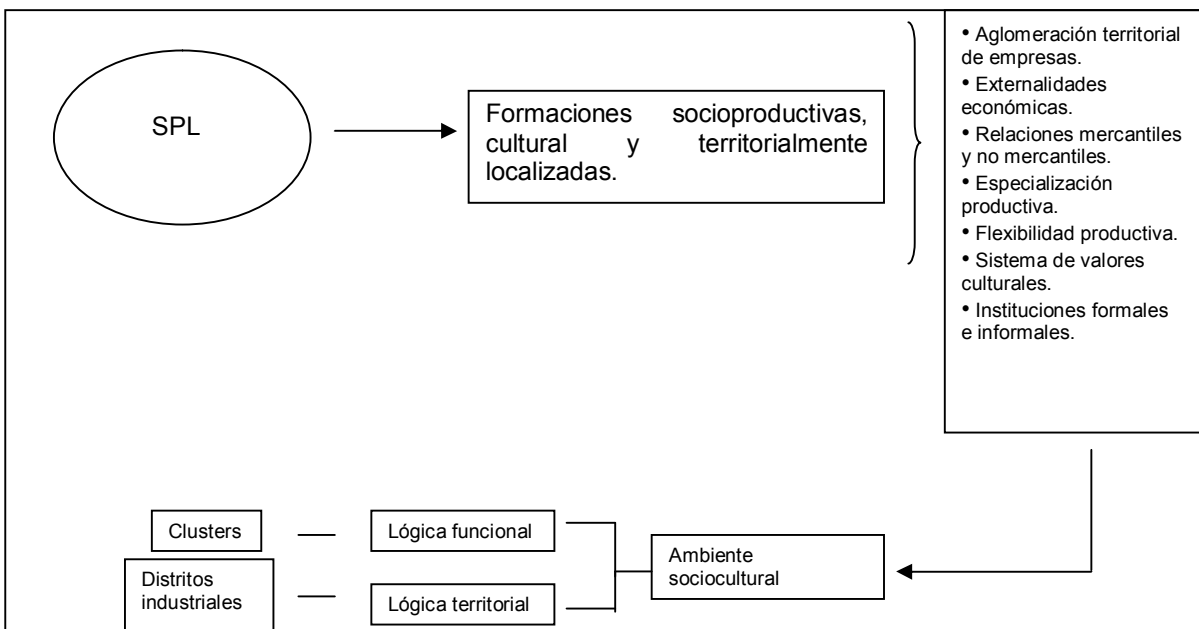 SPL
Formaciones socioproductivas,
cultural y territorialmente
localizadas.
• Aglomeración territorial
de empresas.
• Externalidades
económicas.
• Relaciones mercantiles
y no mercantiles.
• Especialización
productiva.
• Flexibilidad productiva.
• Sistema de valores
culturales.
• Instituciones formales
e informales.
Clusters
Lógica funcional
Ambiente
sociocultural
Distritos
industriales
Lógica territorial